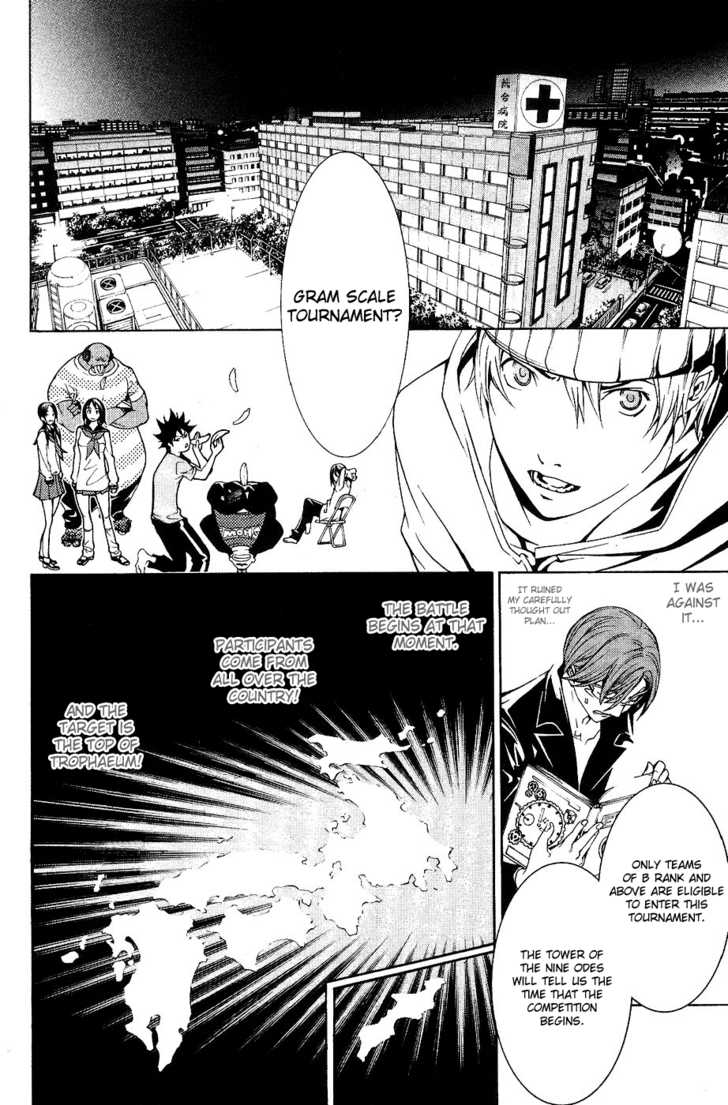 台病院
GRAM SCALE
TOURNAMENT?
I WAS
AGAINST
IT...
IT RUINED
MY CAREFULLY
THOUGHT OUT
PLAN...
ONLY TEAMS
OF B RANK AND
ABOVE ARE ELIGIBLE
TO ENTER THIS
TOURNAMENT.
THE TOWER OF
THE NINE ODES
WILL TELL US THE
TIME THAT THE
COMPETITION
BEGINS.
THE BATTLE
BEGINS AT THAT
MOMENT.
PARTICIPANTS
COME FROM
ALL OVER THE
COUNTRY!
AND THE
TARGET IS
THE TOP OF
TROPHAEUM!